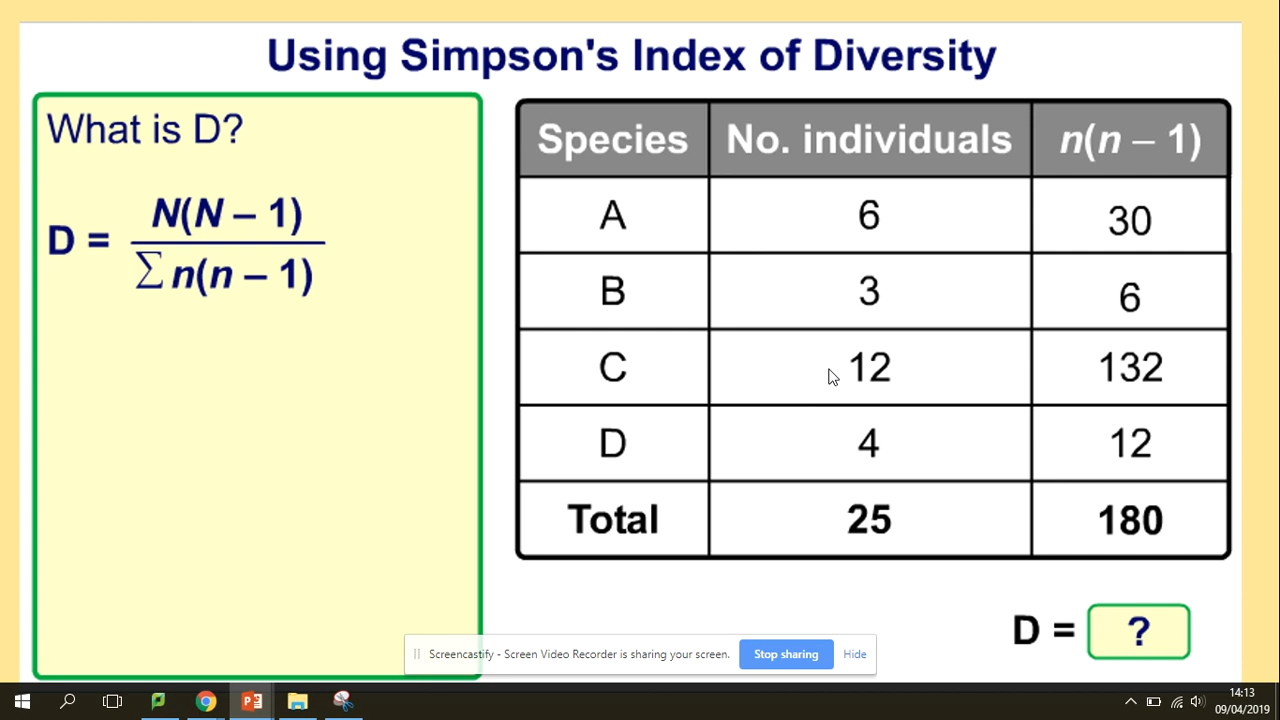 Using Simpson's Index of Diversity
What is D?
D = N(N – 1)
∑ n(n – 1)
Species No. individuals n(n – 1)
A 6 30
B 3 6
C 12 132
D 4 12
Total 25 180
D = ?
Screencastify - Screen Video Recorder is sharing your screen. Stop sharing Hide
14:13
09/04/2019